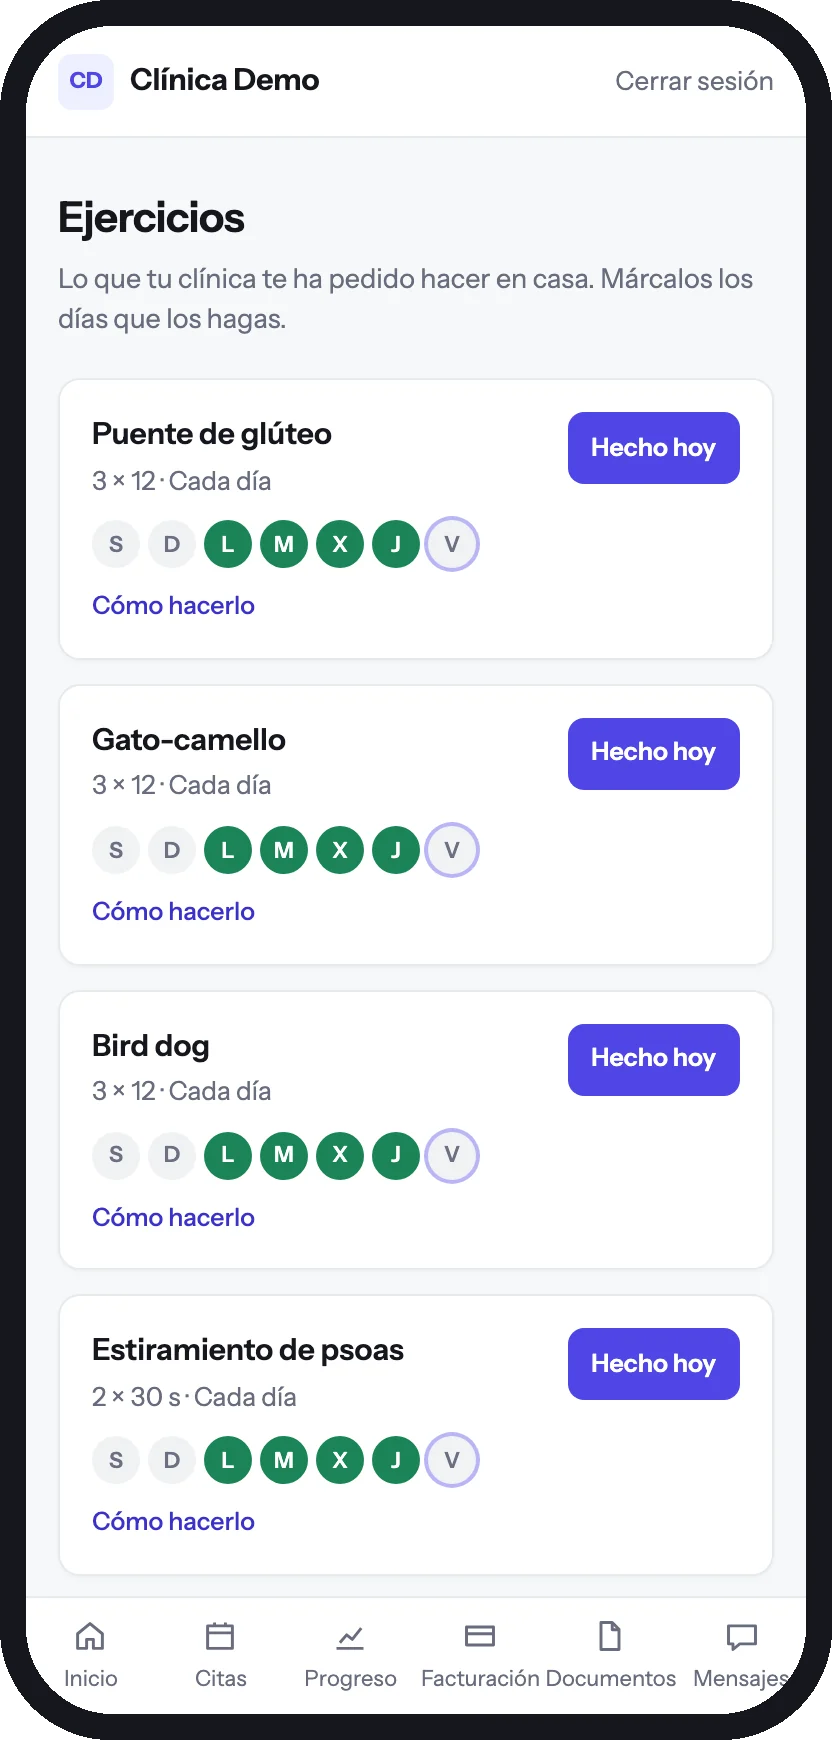 CD Clínica Demo Cerrar sesión
Ejercicios
Lo que tu clínica te ha pedido hacer en casa. Márcalos los
días que los hagas.
Puente de glúteo Hecho hoy
3 × 12 · Cada día
S D L M X J V
Cómo hacerlo
Gato-camello Hecho hoy
3 × 12 · Cada día
S D L M X J V
Cómo hacerlo
Bird dog Hecho hoy
3 × 12 · Cada día
S D L M X J V
Cómo hacerlo
Estiramiento de psoas Hecho hoy
2 × 30 s · Cada día
S D L M X J V
Cómo hacerlo
Inicio Citas Progreso Facturación Documentos Mensajes